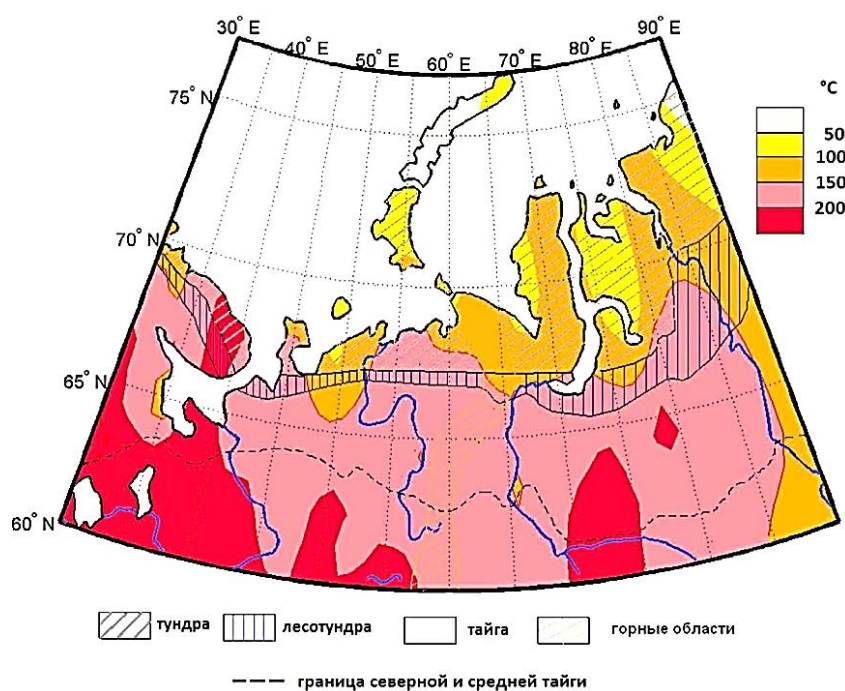 30° E
40° E
50° E
60° E
70° E
80° E
90° E
75° N
70° N
65° N
60° N
°C
50
100
150
200
тундра
лесотундра
тайга
горные области
граница северной и средней тайги